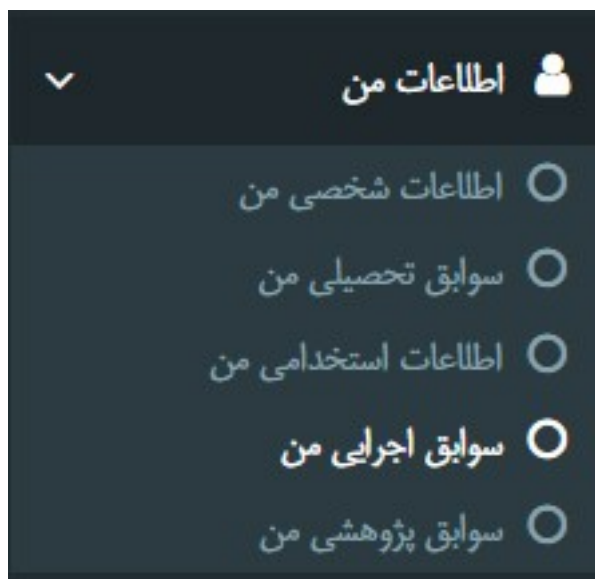 اطلاعات من
اطلاعات شخصی من
سوابق تحصیلی من
اطلاعات استخدامی من
سوابق اجرایی من
سوابق پژوهشی من